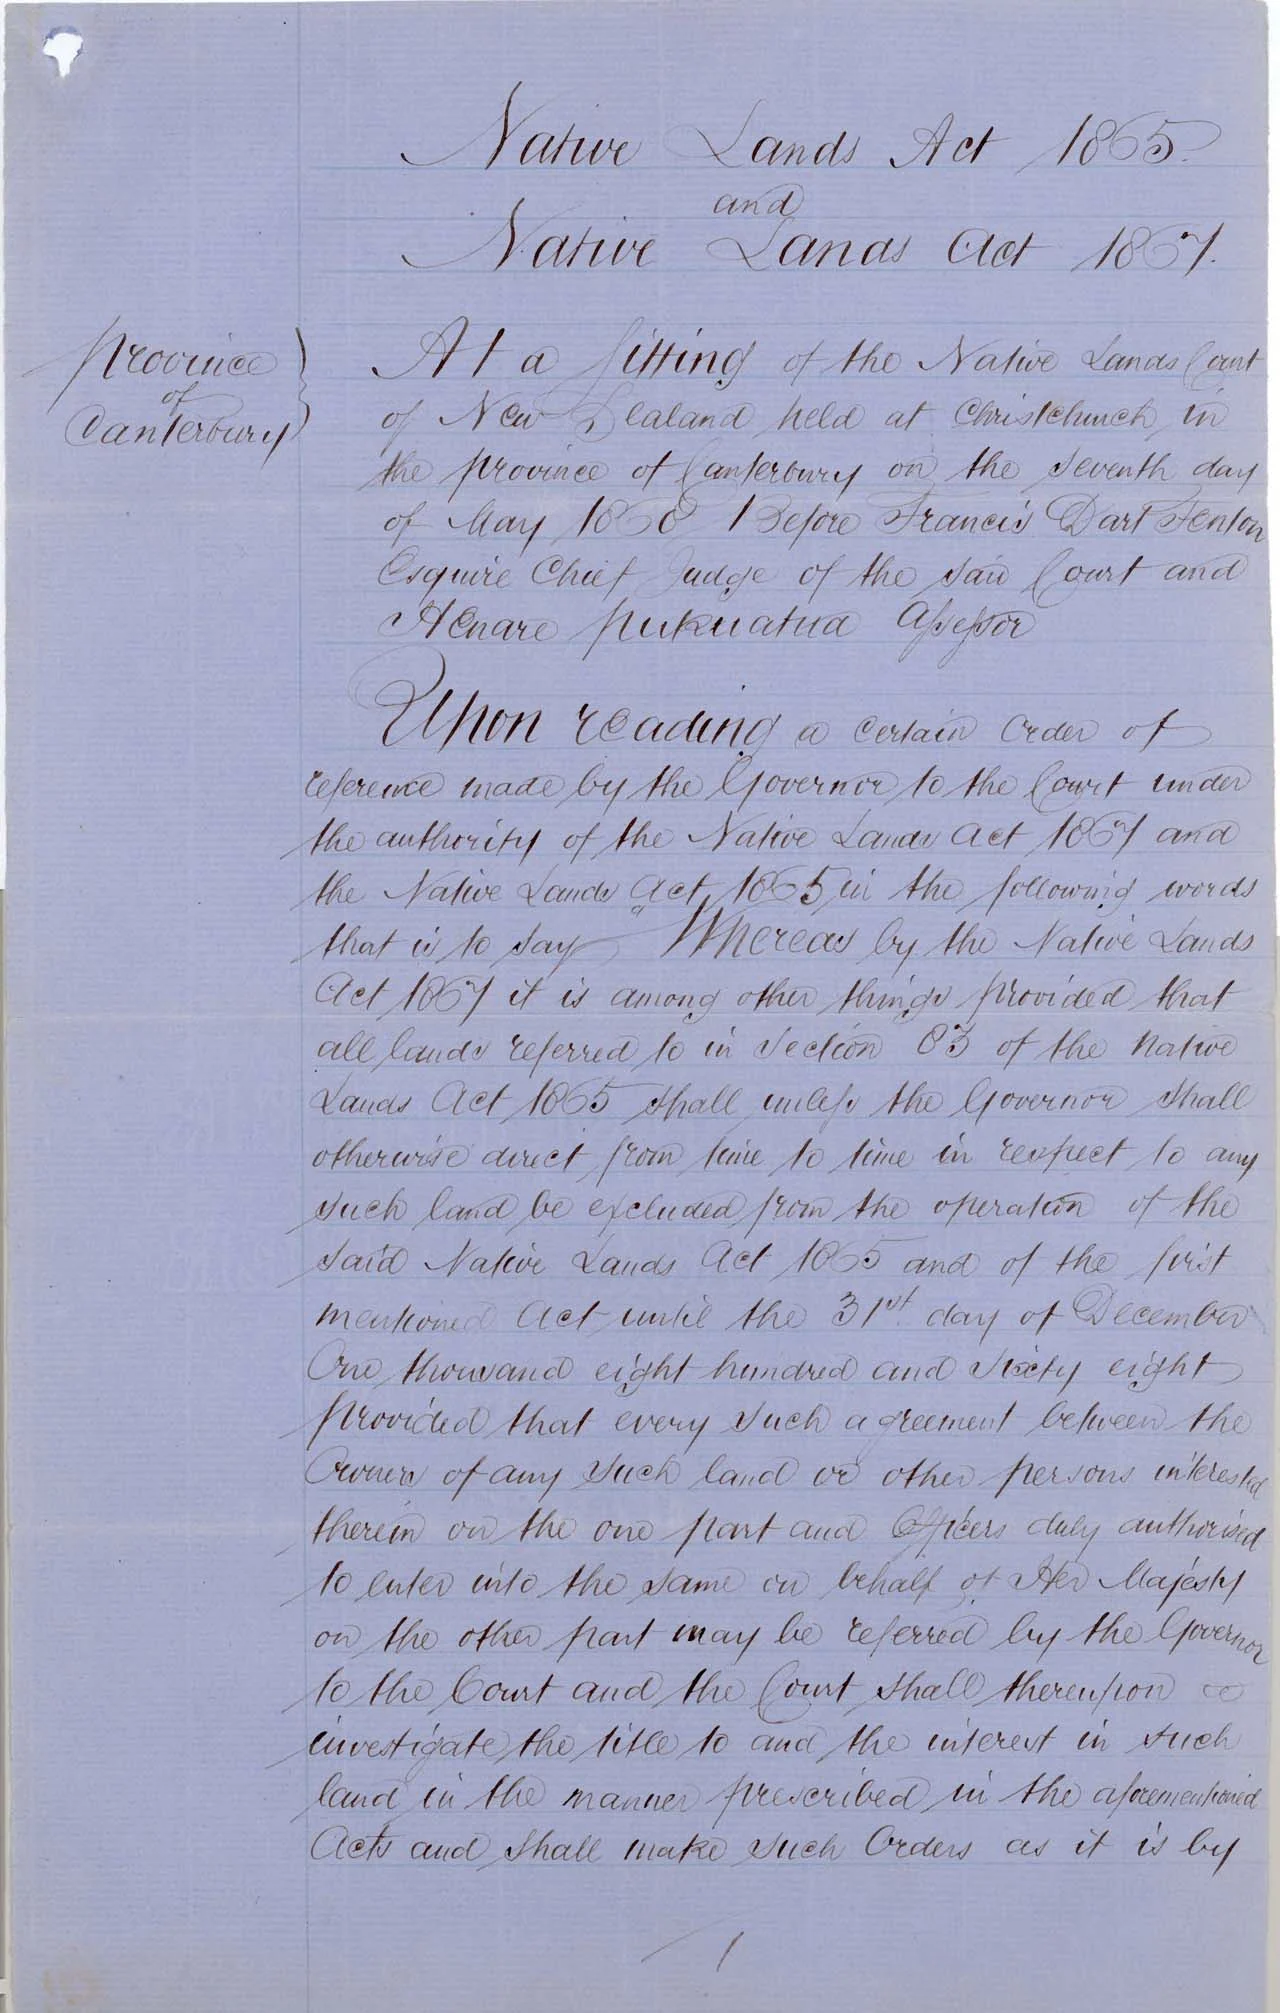 Native Lands Act 1865.
and
Native Lands Act 1867.
Province
of
Canterbury
At a sitting of the Native Lands Court
of New Zealand held at Christchurch in
the province of Canterbury on the seventh day
of May 1868 Before Francis Dart Fenton
Esquire Chief Judge of the said Court and
Henare Pukuatua Assessor
Upon reading a certain Order of
reference made by the Governor to the Court under
the authority of the Native Lands Act 1867 and
the Native Lands Act 1865 in the following words
that is to say "Whereas by the Native Lands
Act 1867 it is among other things provided that
all lands referred to in section 83 of the Native
Lands Act 1865 shall unless the Governor shall
otherwise direct from time to time in respect to any
such land be excluded from the operation of the
said Native Lands Act 1865 and of the first
mentioned Act until the 31st day of December
One thousand eight hundred and sixty eight
provided that every such agreement between the
Owners of any such land or other persons interested
therein on the one part and Officers duly authorised
to enter into the same on behalf of Her Majesty
on the other part may be referred by the Governor
to the Court and the Court shall thereupon
investigate the title to and the interest in such
land in the manner prescribed in the aforementioned
Acts and shall make such Orders as it is by
1